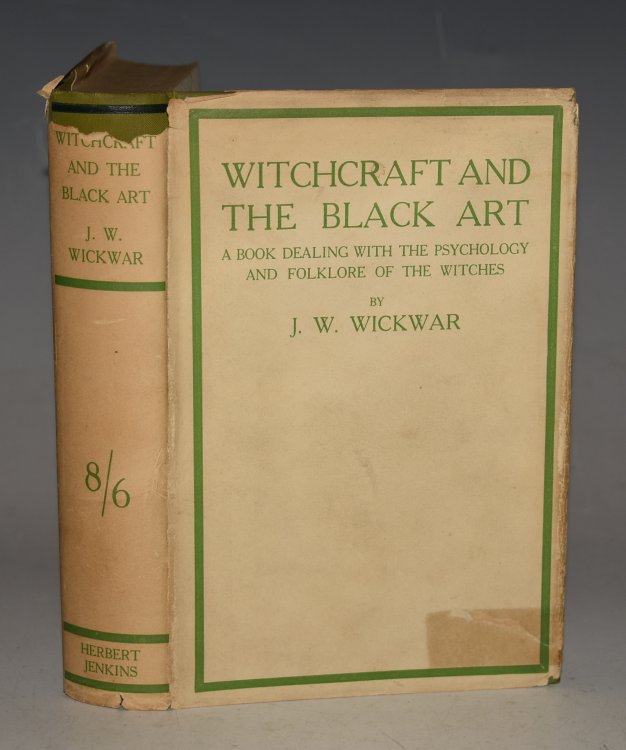 WITCHCRAFT
AND THE
BLACK ART
J. W.
WICKWAR
8/6
HERBERT
JENKINS
WITCHCRAFT AND
THE BLACK ART
A BOOK DEALING WITH THE PSYCHOLOGY
AND FOLKLORE OF THE WITCHES
BY
J. W. WICKWAR